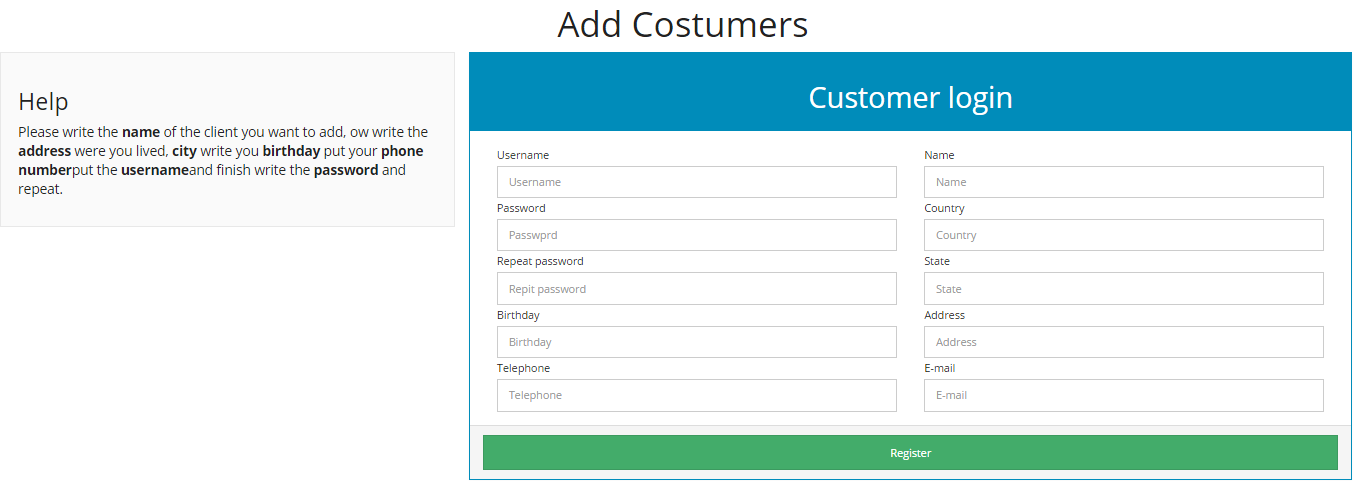 Add Costumers
Help
Please write the name of the client you want to add, ow write the
address were you lived, city write you birthday put your phone
numberput the usernameand finish write the password and
repeat.
Customer login
Username
Username
Password
Passwprd
Repeat password
Repit password
Birthday
Birthday
Telephone
Telephone
Name
Name
Country
Country
State
State
Address
Address
E-mail
E-mail
Register